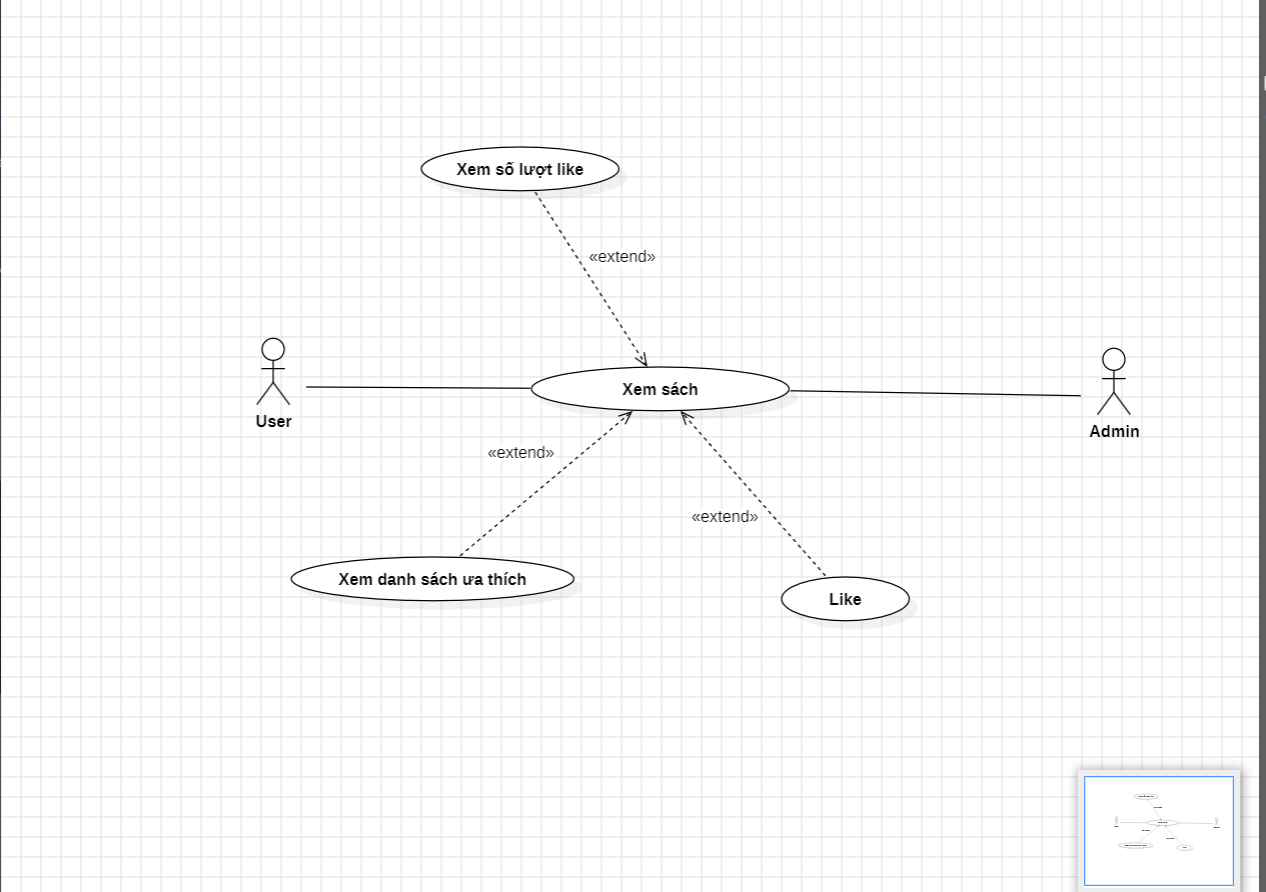 Xem số lượt like
«extend»
Xem sách
User
Admin
«extend»
«extend»
Xem danh sách ưa thích
Like